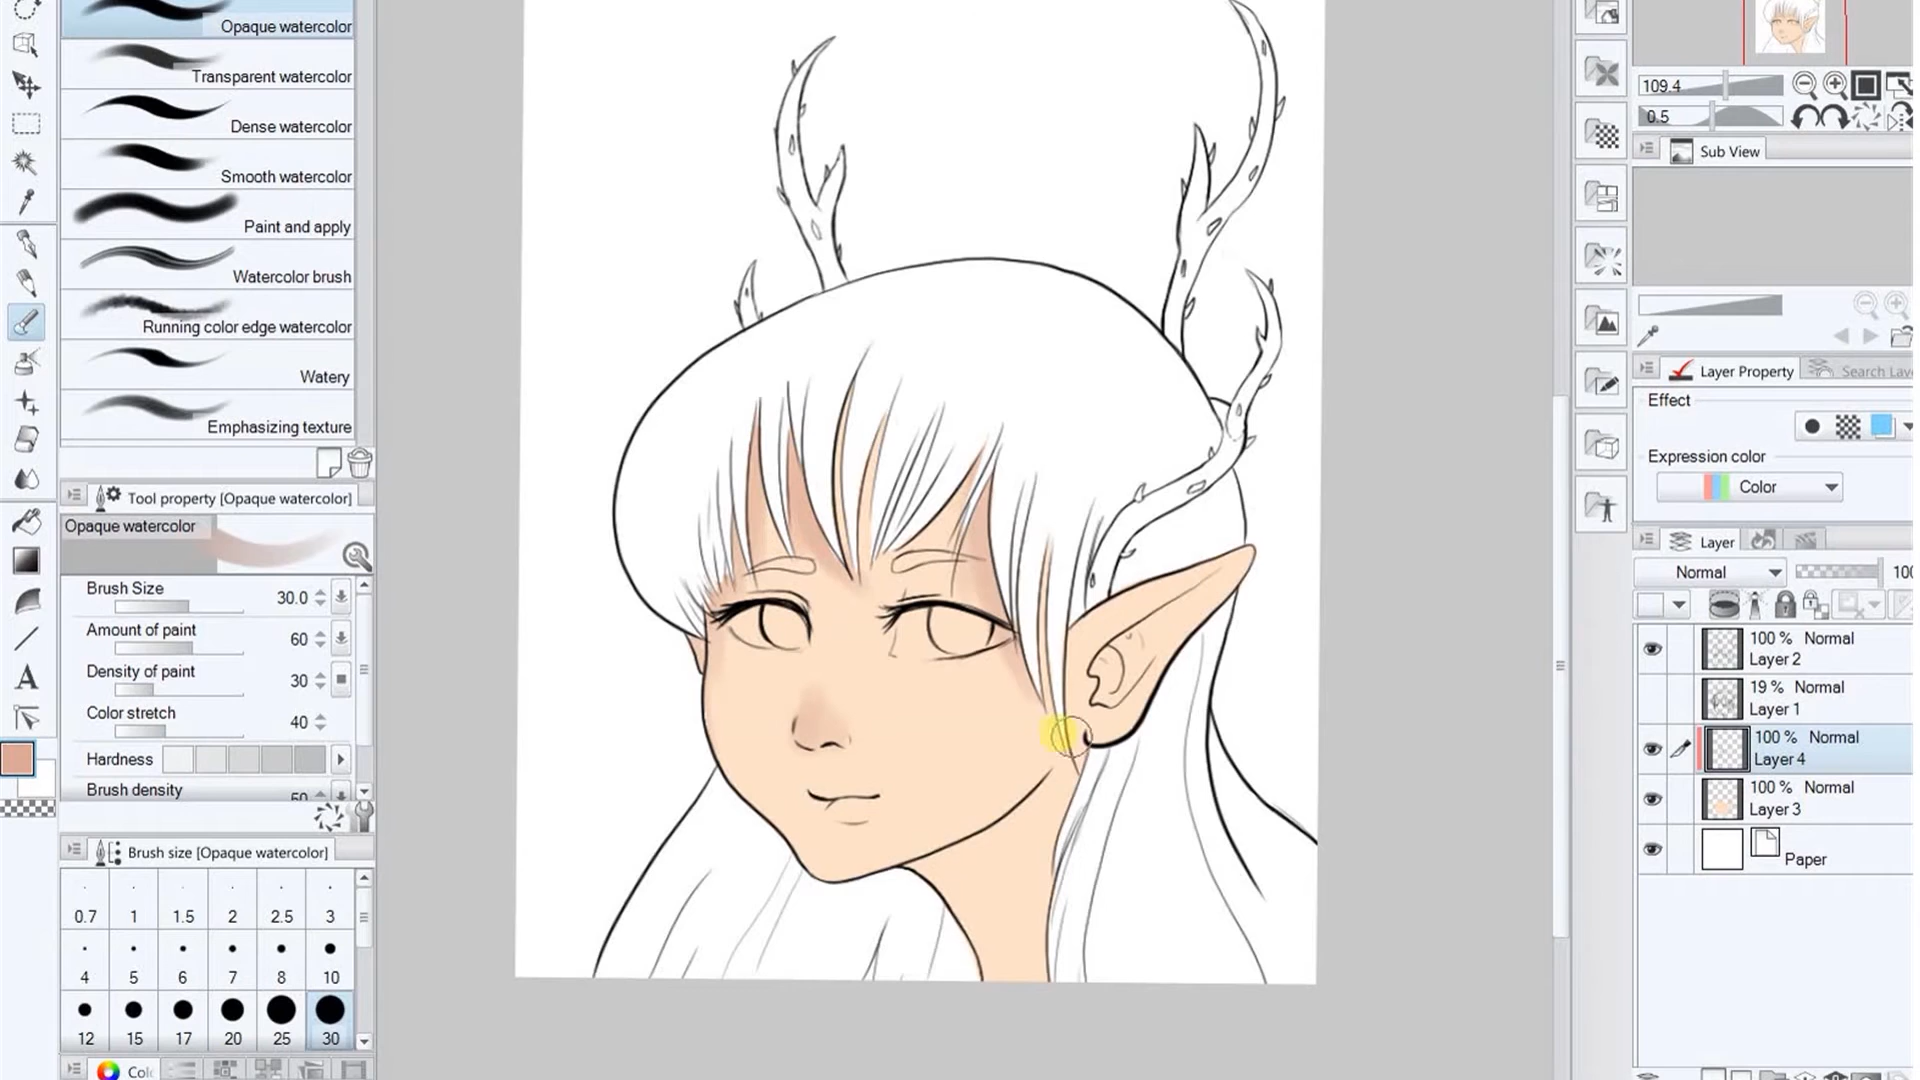 Opaque watercolor
Transparent watercolor
Dense watercolor
Smooth watercolor
Paint and apply
Watercolor brush
Running color edge watercolor
Watery
Emphasizing texture
Tool property [Opaque watercolor]
Opaque watercolor
Brush Size 30.0
Amount of paint 60
Density of paint 30
Color stretch 40
Hardness
Brush density 50
Brush size [Opaque watercolor]
0.7 1 1.5 2 2.5 3
4 5 6 7 8 10
12 15 17 20 25 30
109.4
0.5
Sub View
Layer Property Search
Effect
Expression color
Color
Layer
Normal
100 % Normal
Layer 2
19 % Normal
Layer 1
100 % Normal
Layer 4
100 % Normal
Layer 3
Paper